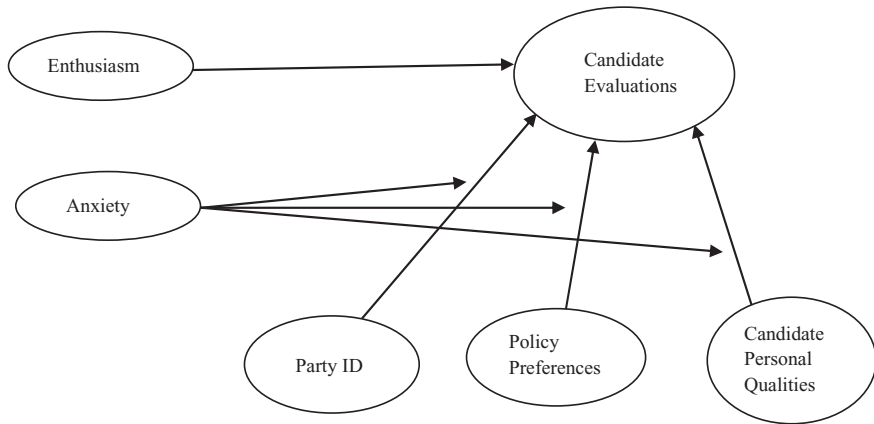 Enthusiasm
Candidate
Evaluations
Anxiety
Party ID
Policy
Preferences
Candidate
Personal
Qualities